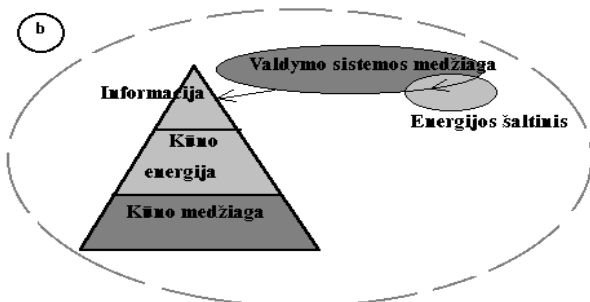 b
Valdymo sistemos medžiaga
Informacija
Energijos šaltinis
Kūno
energija
Kūno medžiaga